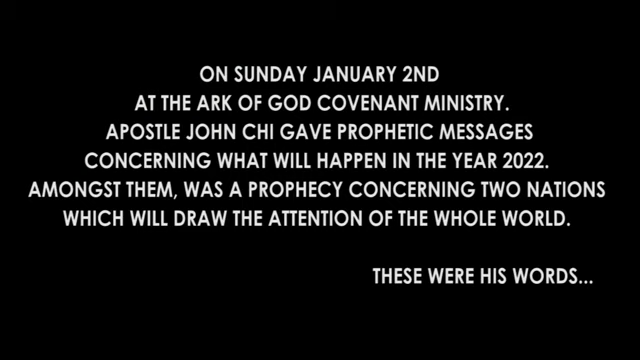 ON SUNDAY JANUARY 2ND
AT THE ARK OF GOD COVENANT MINISTRY.
APOSTLE JOHN CHI GAVE PROPHETIC MESSAGES
CONCERNING WHAT WILL HAPPEN IN THE YEAR 2022.
AMONGST THEM, WAS A PROPHECY CONCERNING TWO NATIONS
WHICH WILL DRAW THE ATTENTION OF THE WHOLE WORLD.
THESE WERE HIS WORDS...